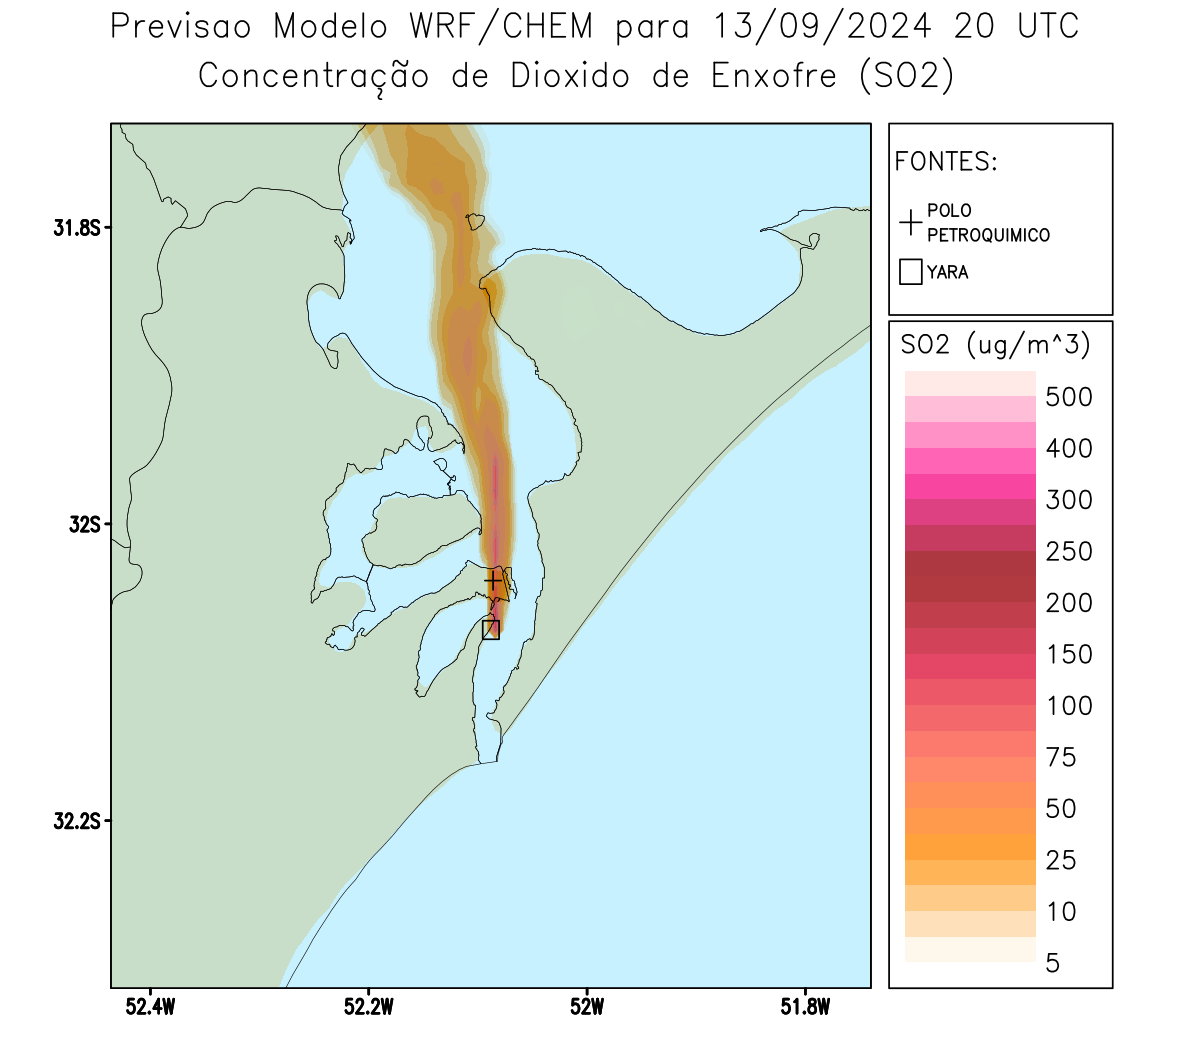 Previsao Modelo WRF/CHEM para 13/09/2024 20 UTC
Concentração de Dioxido de Enxofre (SO2)
FONTES:
POLO
PETROQUIMICO
YARA
31.8S
32S
32.2S
52.4W
52.2W
52W
51.8W
SO2 (ug/m^3)
500
400
300
250
200
150
100
75
50
25
10
5